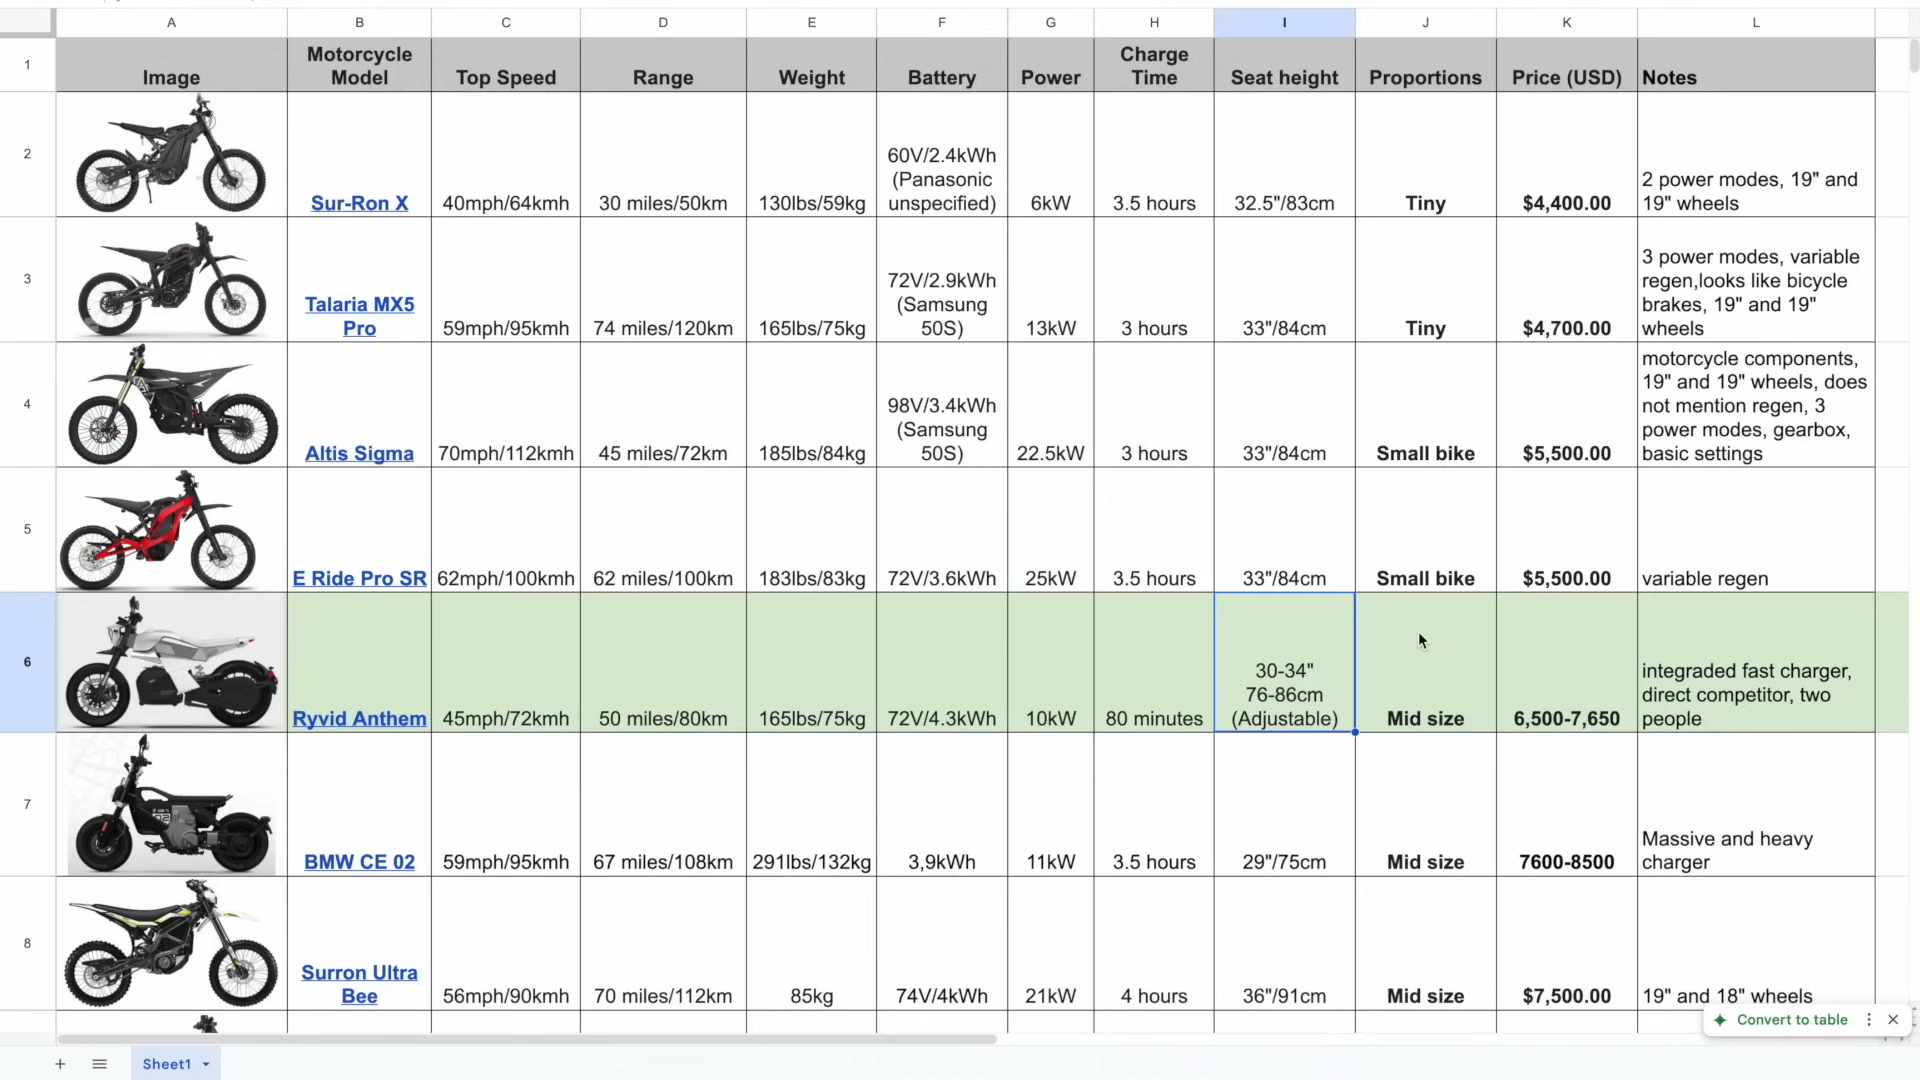 A B C D E F G H I J K L
1
Image
Motorcycle
Model
Top Speed
Range
Weight
Battery
Power
Charge
Time
Seat height
Proportions
Price (USD)
Notes
2
Sur-Ron X
40mph/64kmh
30 miles/50km
130lbs/59kg
60V/2.4kWh
(Panasonic
unspecified)
6kW
3.5 hours
32.5"/83cm
Tiny
$4,400.00
2 power modes, 19" and
19" wheels
3
Talaria MX5
Pro
59mph/95kmh
74 miles/120km
165lbs/75kg
72V/2.9kWh
(Samsung
50S)
13kW
3 hours
33"/84cm
Tiny
$4,700.00
3 power modes, variable
regen,looks like bicycle
brakes, 19" and 19"
wheels
4
Altis Sigma
70mph/112kmh
45 miles/72km
185lbs/84kg
98V/3.4kWh
(Samsung
50S)
22.5kW
3 hours
33"/84cm
Small bike
$5,500.00
motorcycle components,
19" and 19" wheels, does
not mention regen, 3
power modes, gearbox,
basic settings
5
E Ride Pro SR
62mph/100kmh
62 miles/100km
183lbs/83kg
72V/3.6kWh
25kW
3.5 hours
33"/84cm
Small bike
$5,500.00
variable regen
6
Ryvid Anthem
45mph/72kmh
50 miles/80km
165lbs/75kg
72V/4.3kWh
10kW
80 minutes
30-34"
76-86cm
(Adjustable)
Mid size
6,500-7,650
integraded fast charger,
direct competitor, two
people
7
BMW CE 02
59mph/95kmh
67 miles/108km
291lbs/132kg
3,9kWh
11kW
3.5 hours
29"/75cm
Mid size
7600-8500
Massive and heavy
charger
8
Surron Ultra
Bee
56mph/90kmh
70 miles/112km
85kg
74V/4kWh
21kW
4 hours
36"/91cm
Mid size
$7,500.00
19" and 18" wheels
Convert to table
Sheet1